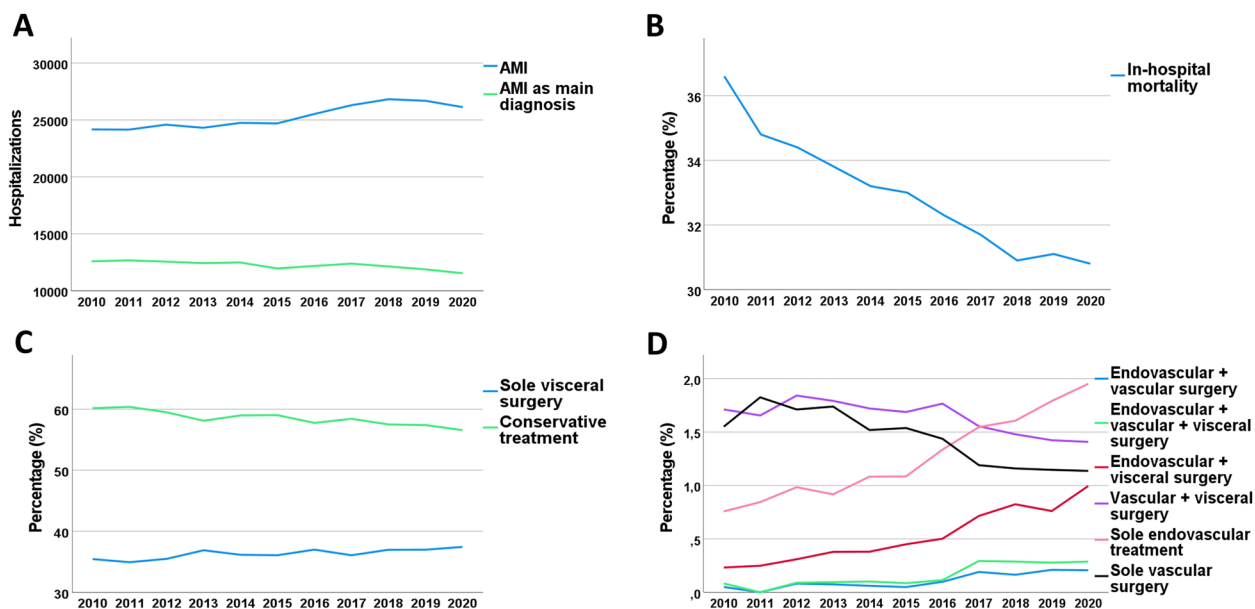 A
Hospitalizations
30000
25000
20000
15000
10000
2010 2011 2012 2013 2014 2015 2016 2017 2018 2019 2020
AMI
AMI as main
diagnosis
B
Percentage (%)
36
34
32
30
2010 2011 2012 2013 2014 2015 2016 2017 2018 2019 2020
In-hospital
mortality
C
Percentage (%)
60
50
40
30
2010 2011 2012 2013 2014 2015 2016 2017 2018 2019 2020
Sole visceral
surgery
Conservative
treatment
D
Percentage (%)
2,0
1,5
1,0
,5
,0
2010 2011 2012 2013 2014 2015 2016 2017 2018 2019 2020
Endovascular +
vascular surgery
Endovascular +
vascular + visceral
surgery
Endovascular +
visceral surgery
Vascular + visceral
surgery
Sole endovascular
treatment
Sole vascular
surgery